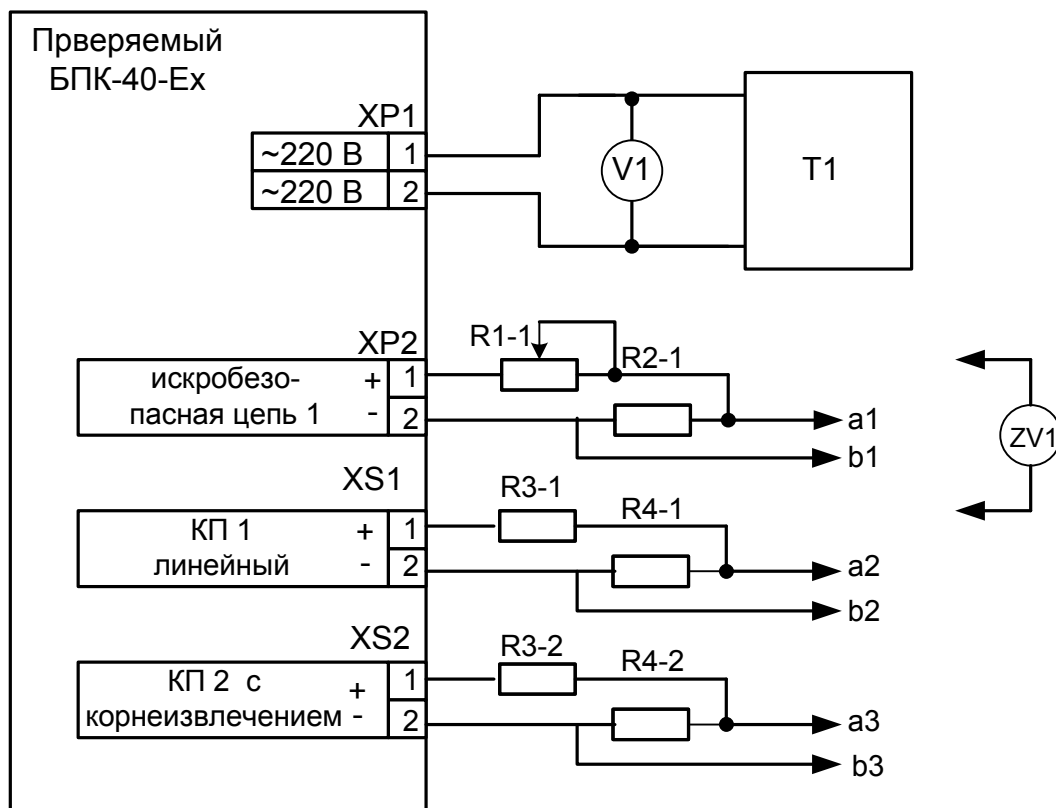 Прверяемый
БПК-40-Ex
XP1
~220 В 1
~220 В 2
V1
T1
XP2
искробезо- + 1
пасная цепь 1 - 2
R1-1
R2-1
a1
b1
ZV1
XS1
КП 1 + 1
линейный - 2
R3-1
R4-1
a2
b2
XS2
КП 2 с + 1
корнеизвлечением - 2
R3-2
R4-2
a3
b3